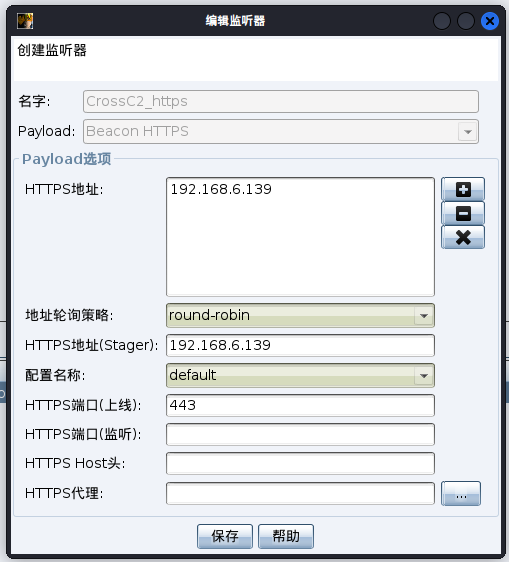 编辑监听器
创建监听器
名字: CrossC2_https
Payload: Beacon HTTPS
Payload选项
HTTPS地址: 192.168.6.139
地址轮询策略: round-robin
HTTPS地址(Stager): 192.168.6.139
配置名称: default
HTTPS端口(上线): 443
HTTPS端口(监听):
HTTPS Host头:
HTTPS代理: ...
保存 帮助